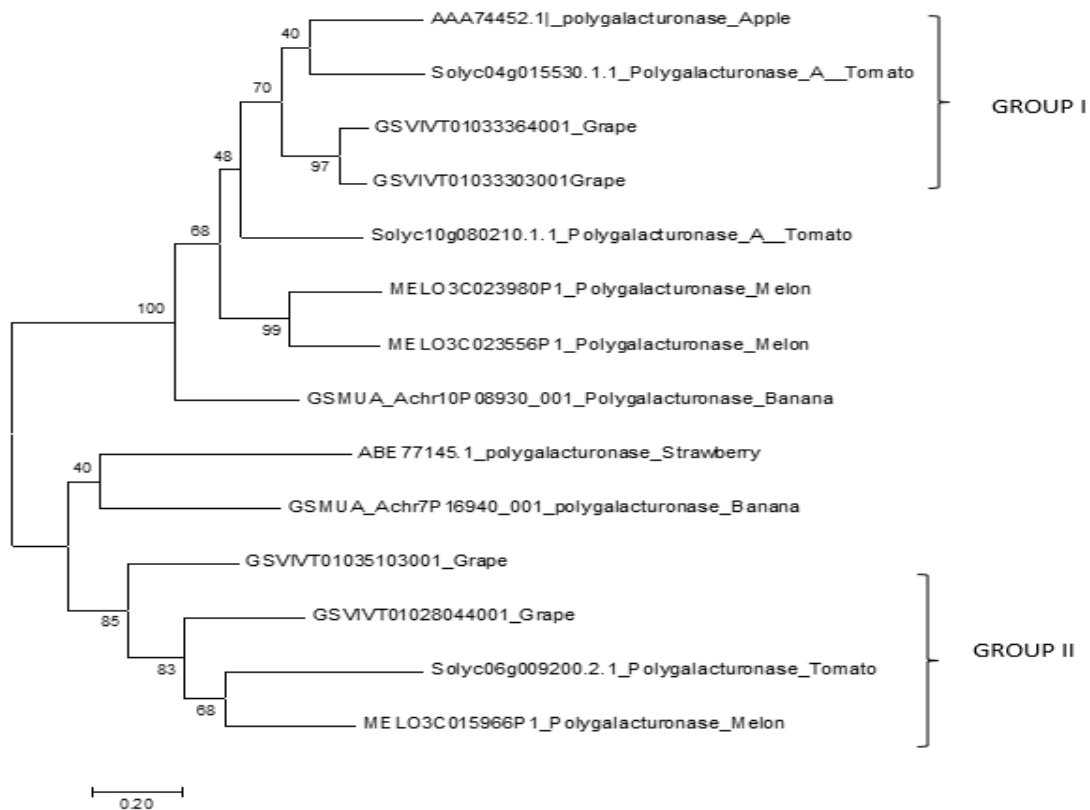 AAA74452.1|_polygalacturonase_Apple
40
Solyc04g015530.1.1_Polygalacturonase_A__Tomato
70
GROUP I
GSVIVT01033364001_Grape
97
GSVIVT01033303001Grape
48
Solyc10g080210.1.1_Polygalacturonase_A__Tomato
68
MELO3C023980P1_Polygalacturonase_Melon
100
99
MELO3C023556P1_Polygalacturonase_Melon
GSMUA_Achr10P08930_001_Polygalacturonase_Banana
ABE77145.1_polygalacturonase_Strawberry
40
GSMUA_Achr7P16940_001_polygalacturonase_Banana
GSVIVT01035103001_Grape
85
GSVIVT01028044001_Grape
GROUP II
83
Solyc06g009200.2.1_Polygalacturonase_Tomato
68
MELO3C015966P1_Polygalacturonase_Melon
0.20